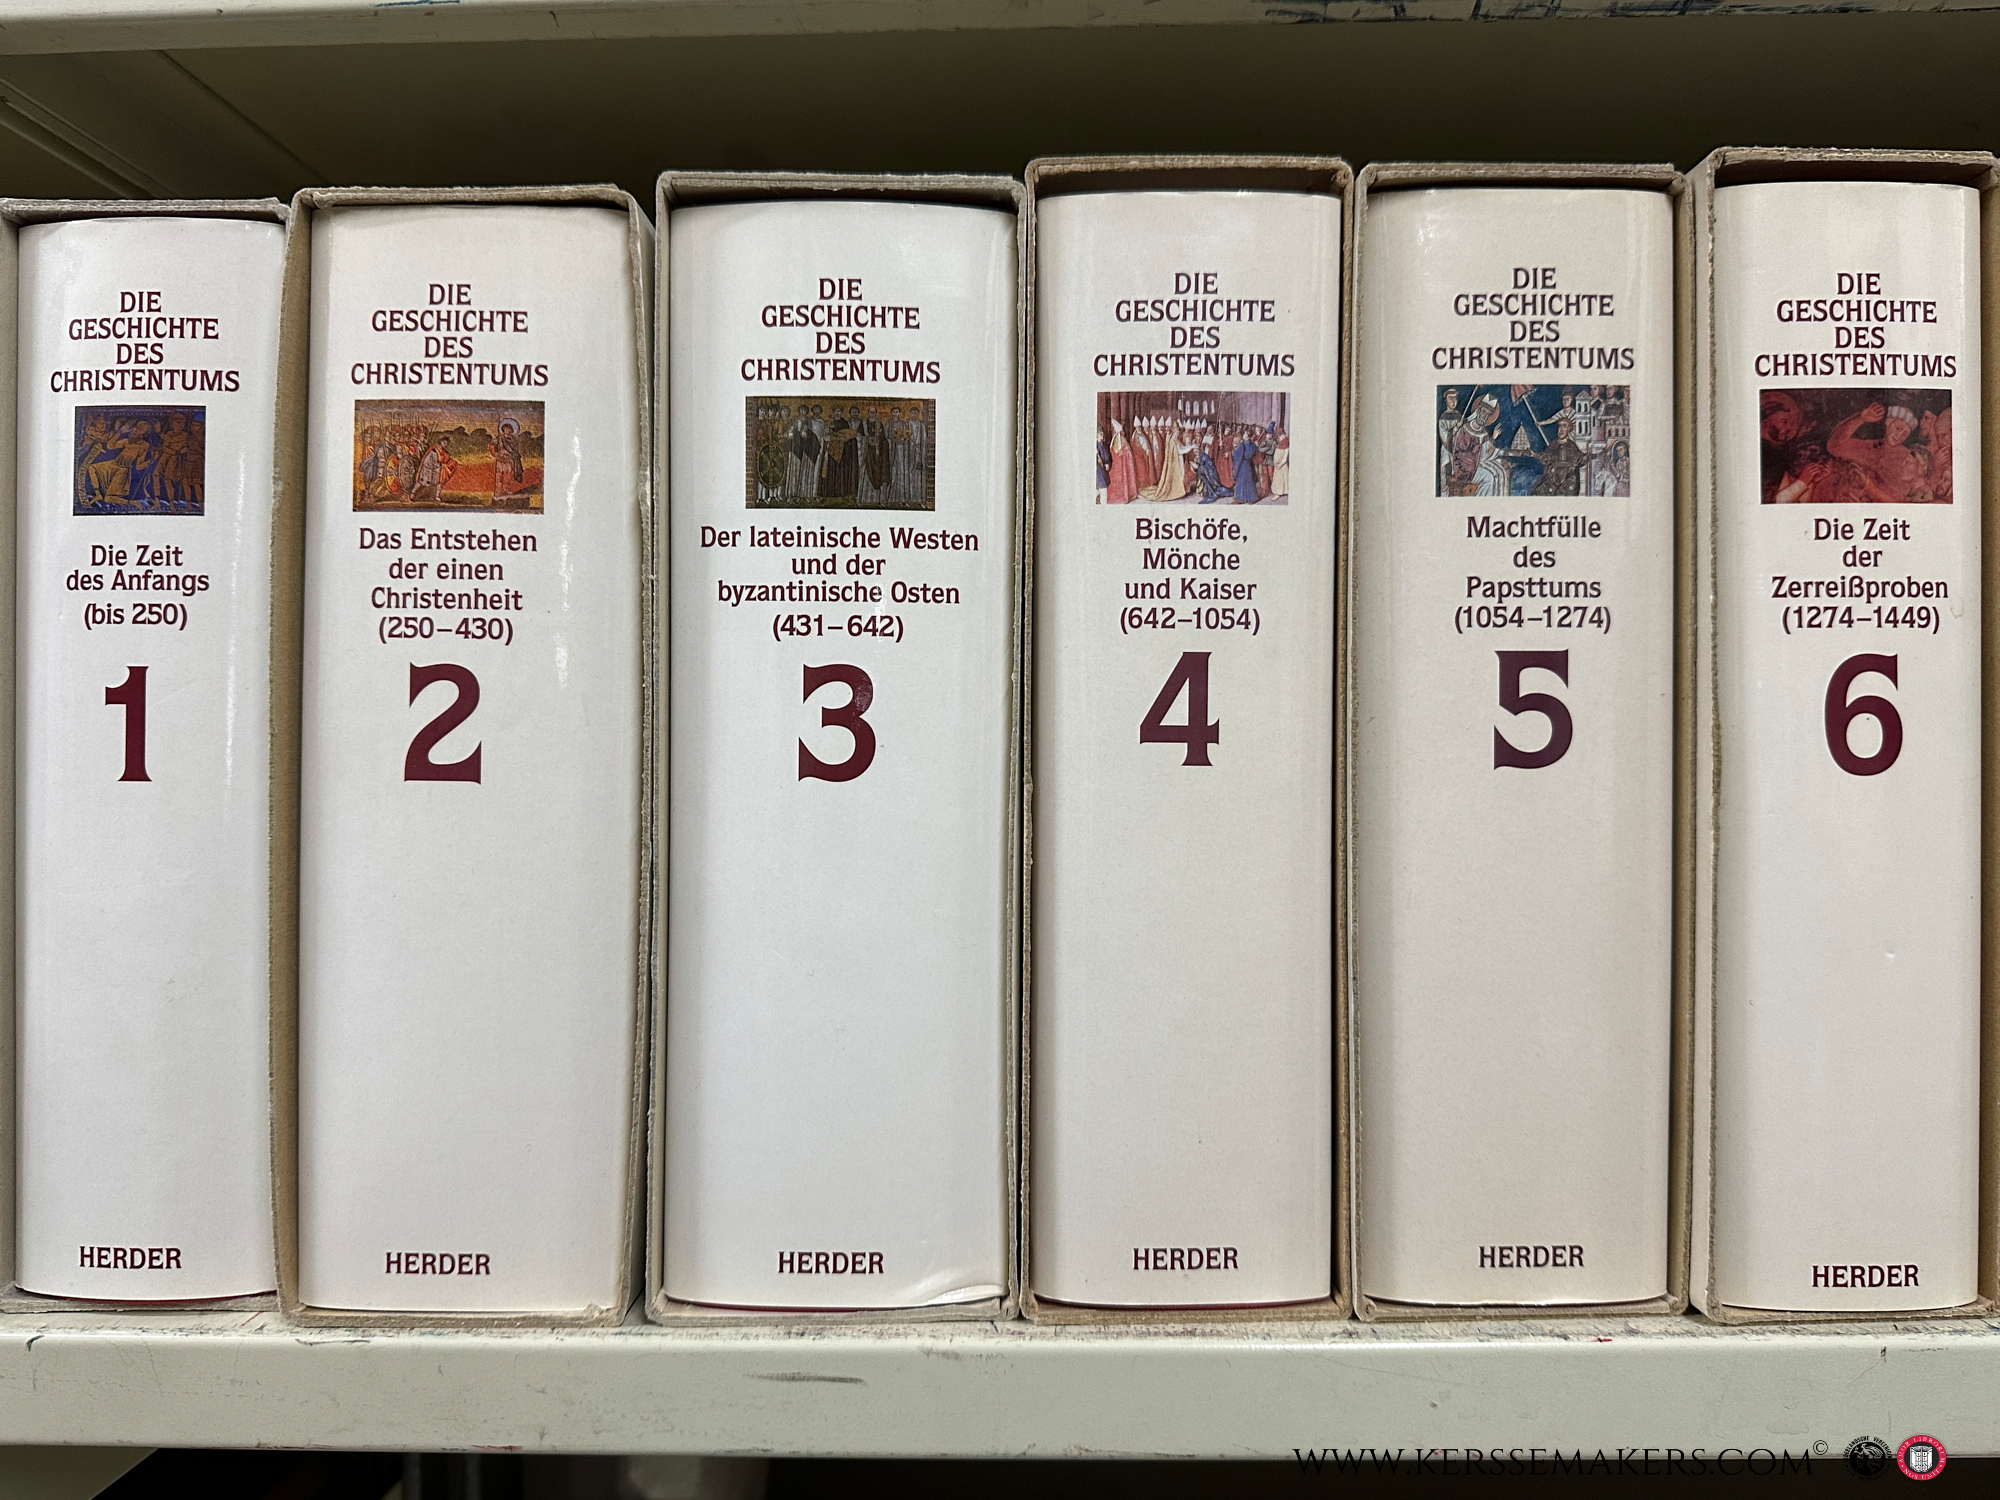 DIE
GESCHICHTE
DES
CHRISTENTUMS
Die Zeit
des Anfangs
(bis 250)
1
HERDER
DIE
GESCHICHTE
DES
CHRISTENTUMS
Das Entstehen
der einen
Christenheit
(250–430)
2
HERDER
DIE
GESCHICHTE
DES
CHRISTENTUMS
Der lateinische Westen
und der
byzantinische Osten
(431–642)
3
HERDER
DIE
GESCHICHTE
DES
CHRISTENTUMS
Bischöfe,
Mönche
und Kaiser
(642–1054)
4
HERDER
DIE
GESCHICHTE
DES
CHRISTENTUMS
Machtfülle
des
Papsttums
(1054–1274)
5
HERDER
DIE
GESCHICHTE
DES
CHRISTENTUMS
Die Zeit
der
Zerreißproben
(1274–1449)
6
HERDER
WWW.KERSSEMAKERS.COM©